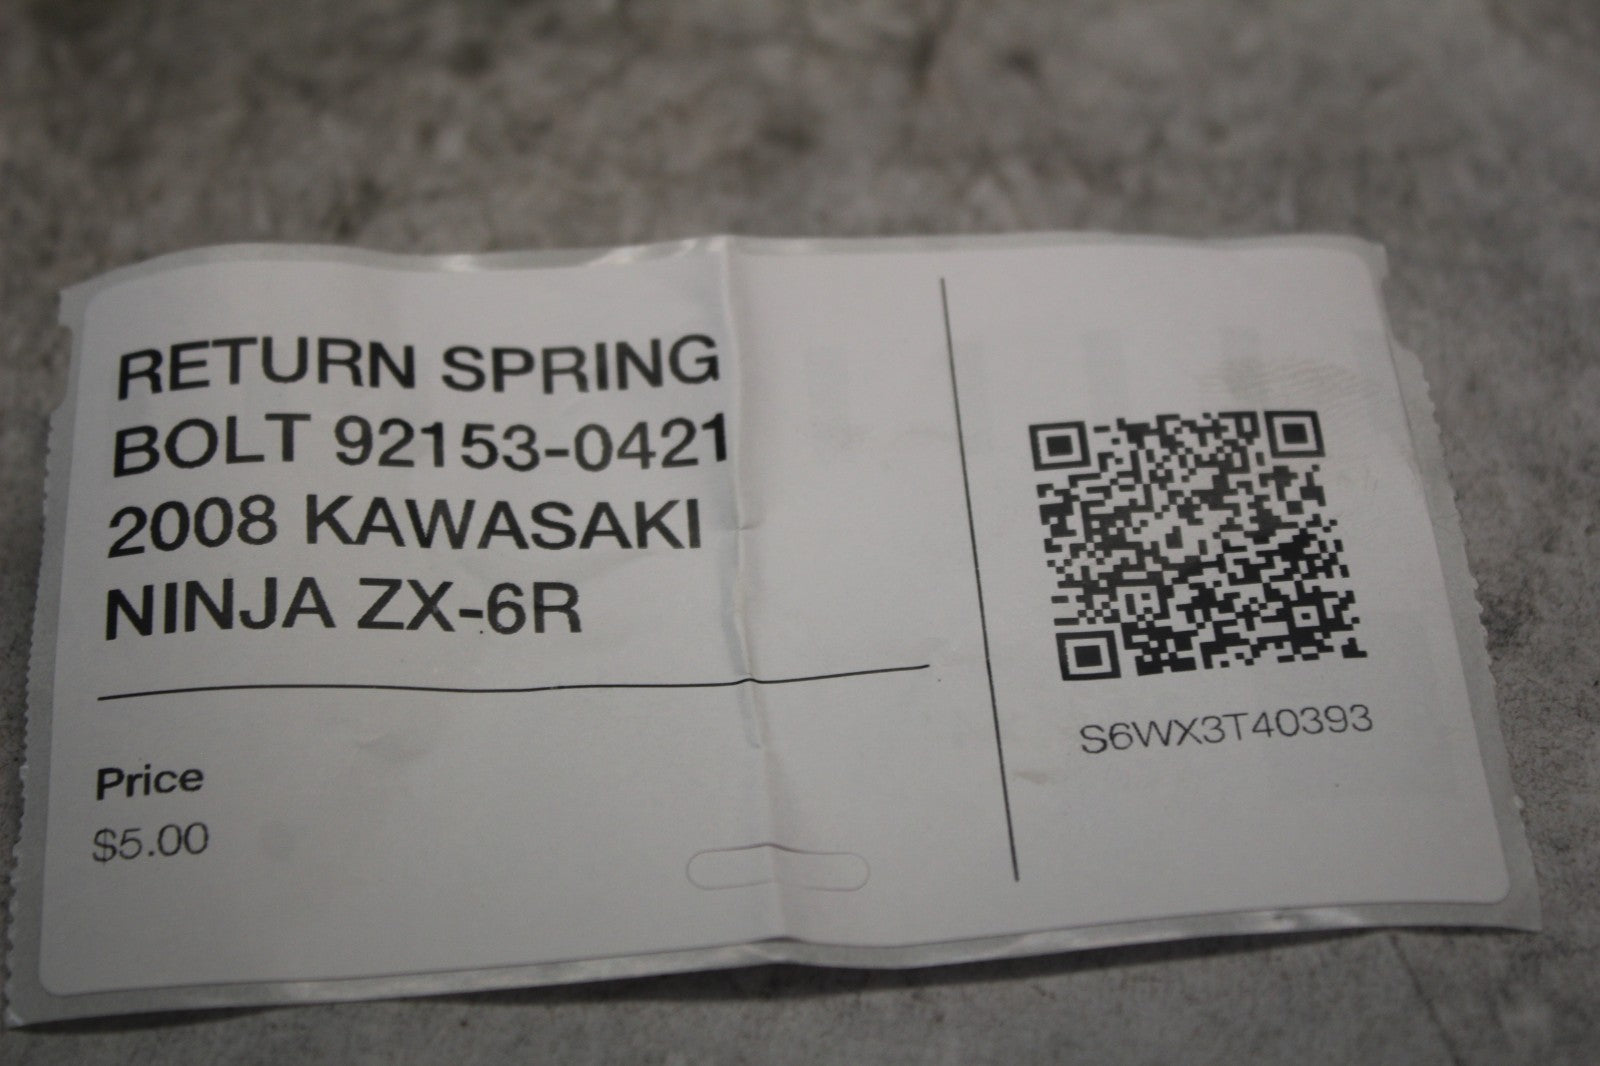 RETURN SPRING
BOLT 92153-0421
2008 KAWASAKI
NINJA ZX-6R
Price
$5.00
S6WX3T40393